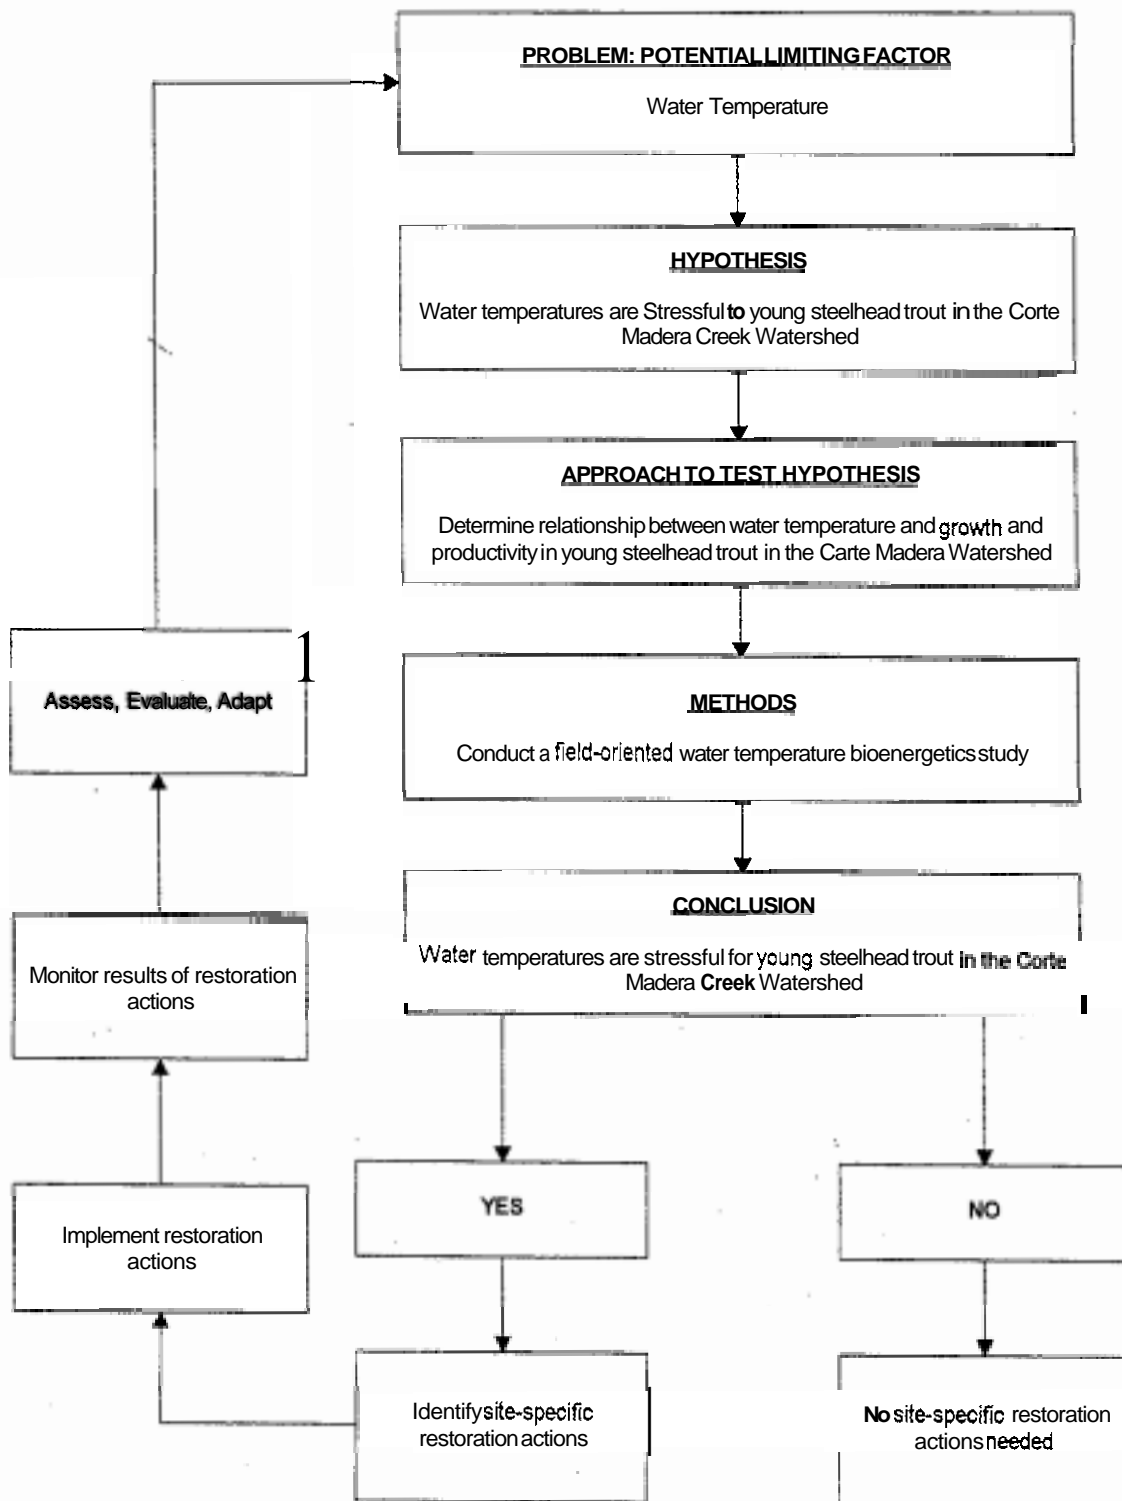 PROBLEM: POTENTIAL LIMITING FACTOR
Water Temperature
HYPOTHESIS
Water temperatures are Stressful to young steelhead trout in the Corte
Madera Creek Watershed
APPROACH TO TEST HYPOTHESIS
Determine relationship between water temperature and growth and
productivity in young steelhead trout in the Carte Madera Watershed
METHODS
Conduct a field-oriented water temperature bioenergetics study
CONCLUSION
Water temperatures are stressful for young steelhead trout in the Corte
Madera Creek Watershed
YES
NO
Identify site-specific
restoration actions
No site-specific restoration
actions needed
Implement restoration
actions
Monitor results of restoration
actions
1
Assess, Evaluate, Adapt